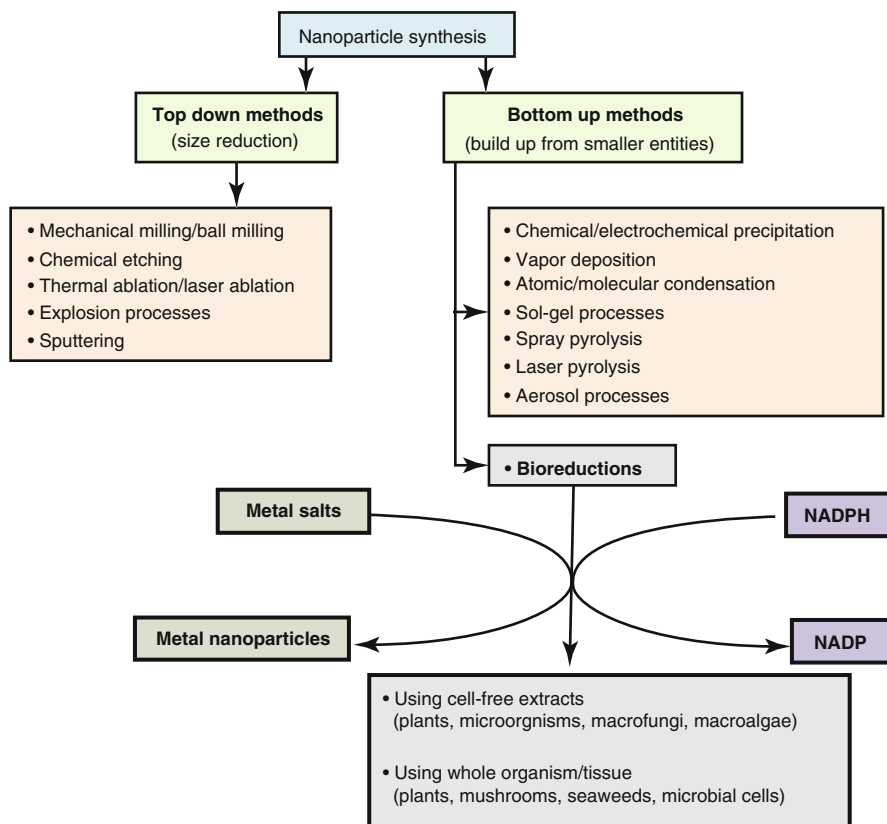 Nanoparticle synthesis
Top down methods
(size reduction)
Bottom up methods
(build up from smaller entities)
• Mechanical milling/ball milling
• Chemical etching
• Thermal ablation/laser ablation
• Explosion processes
• Sputtering
• Chemical/electrochemical precipitation
• Vapor deposition
• Atomic/molecular condensation
• Sol-gel processes
• Spray pyrolysis
• Laser pyrolysis
• Aerosol processes
• Bioreductions
Metal salts
NADPH
Metal nanoparticles
NADP
• Using cell-free extracts
(plants, microorgnisms, macrofungi, macroalgae)
• Using whole organism/tissue
(plants, mushrooms, seaweeds, microbial cells)